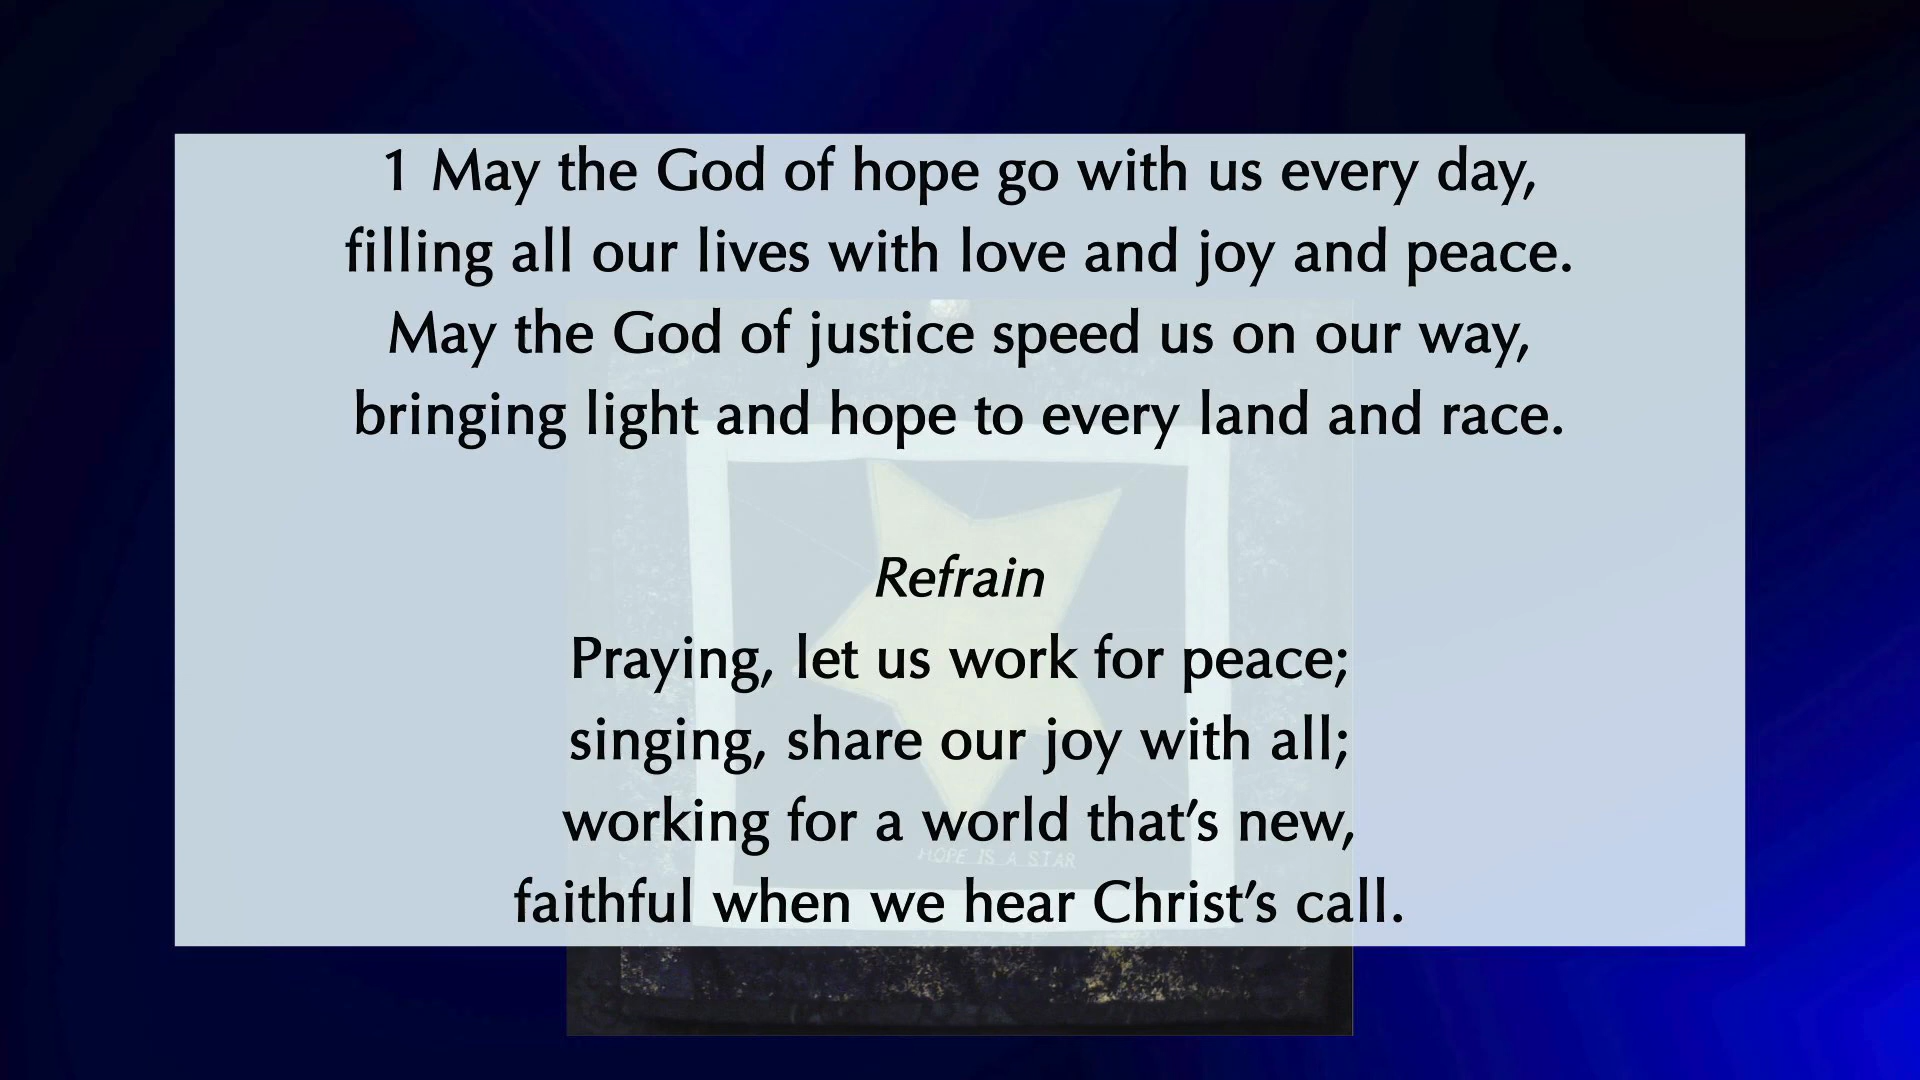 1 May the God of hope go with us every day,
filling all our lives with love and joy and peace.
May the God of justice speed us on our way,
bringing light and hope to every land and race.
Refrain
Praying, let us work for peace;
singing, share our joy with all;
working for a world that’s new,
HOPE IS A STAR
faithful when we hear Christ’s call.